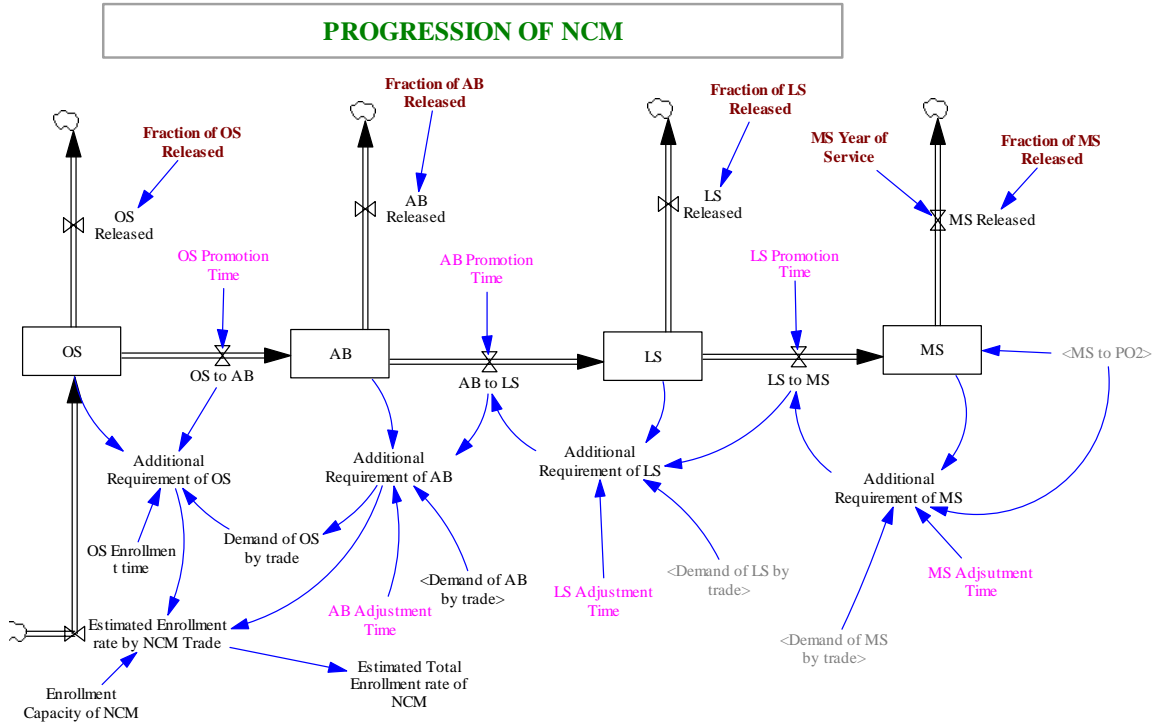 PROGRESSION OF NCM
Fraction of OS
Released
Fraction of AB
Released
Fraction of LS
Released
MS Year of
Service
Fraction of MS
Released
OS
Released
AB
Released
LS
Released
MS Released
OS Promotion
Time
AB Promotion
Time
LS Promotion
Time
OS
AB
LS
MS
<MS to PO2>
OS to AB
AB to LS
LS to MS
Additional
Requirement of OS
Additional
Requirement of AB
Additional
Requirement of LS
Additional
Requirement of MS
OS Enrollmen
t time
Demand of OS
by trade
<Demand of AB
by trade>
<Demand of LS by
trade>
AB Adjustment
Time
LS Adjustment
Time
MS Adjsutment
Time
<Demand of MS
by trade>
Estimated Enrollment
rate by NCM Trade
Estimated Total
Enrollment rate of
NCM
Enrollment
Capacity of NCM